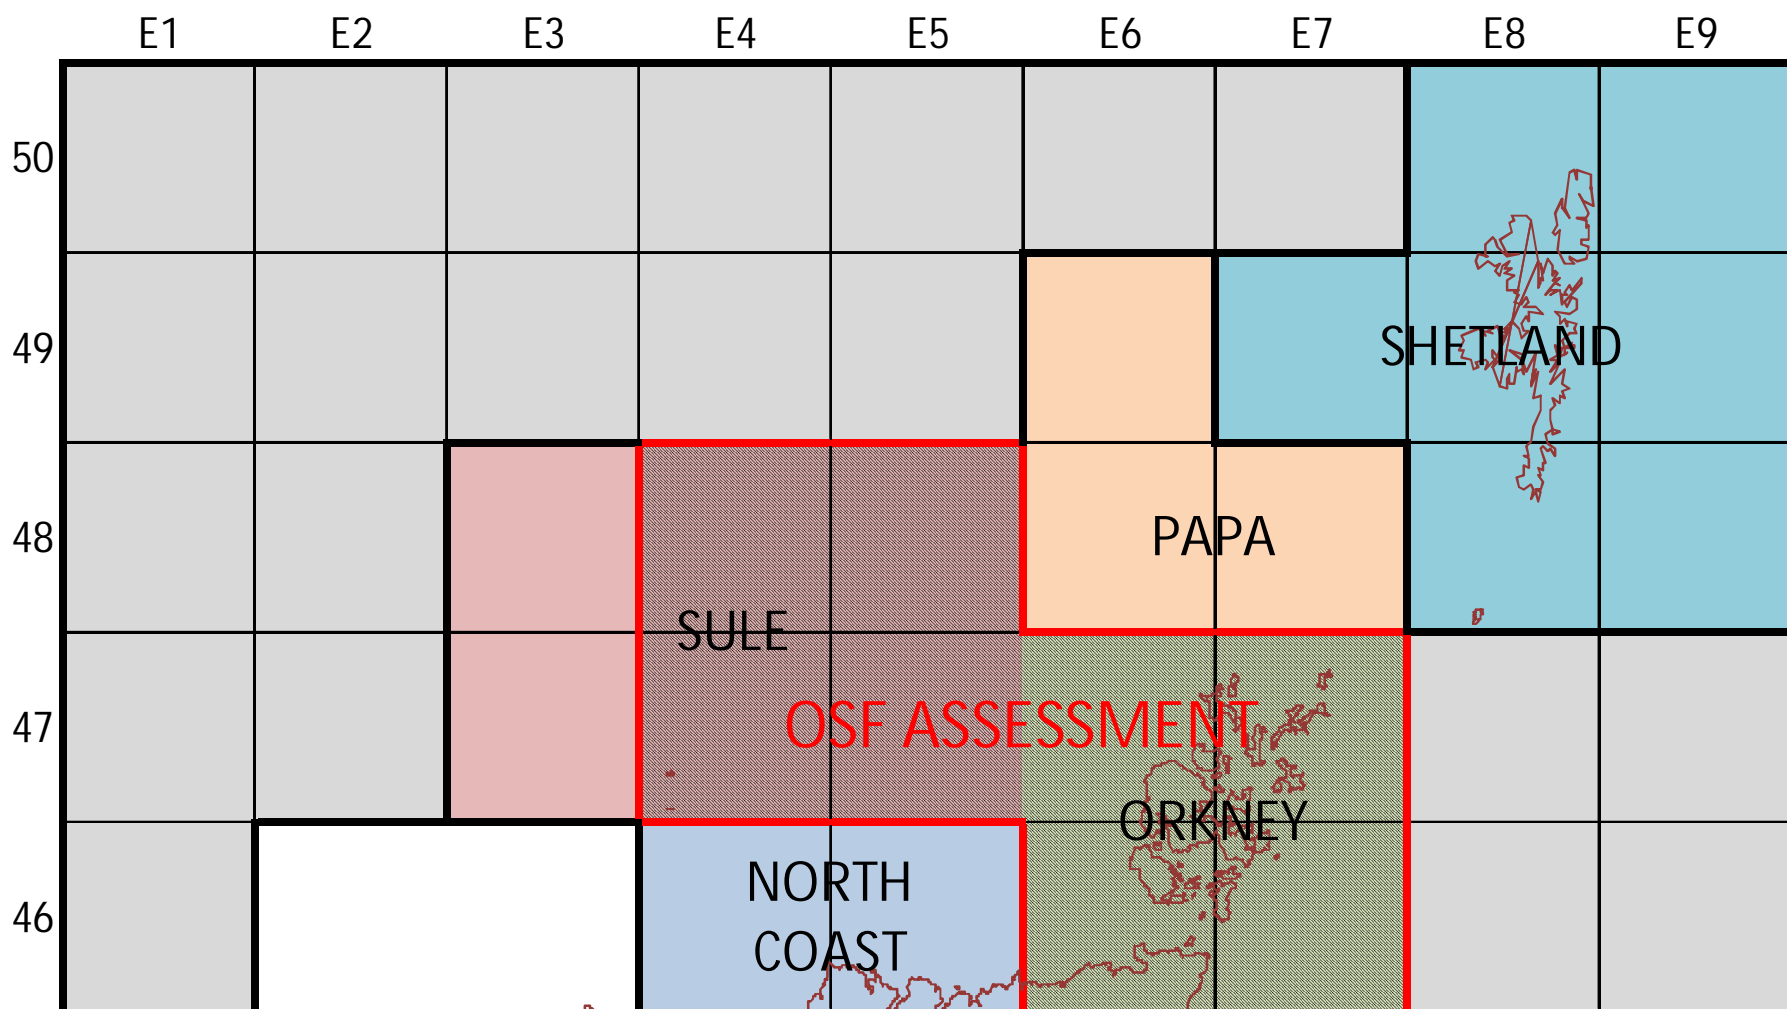 E1 E2 E3 E4 E5 E6 E7 E8 E9
50
49
SHETLAND
48
PAPA
SULE
47
OSF ASSESSMENT
ORKNEY
46
NORTH
COAST